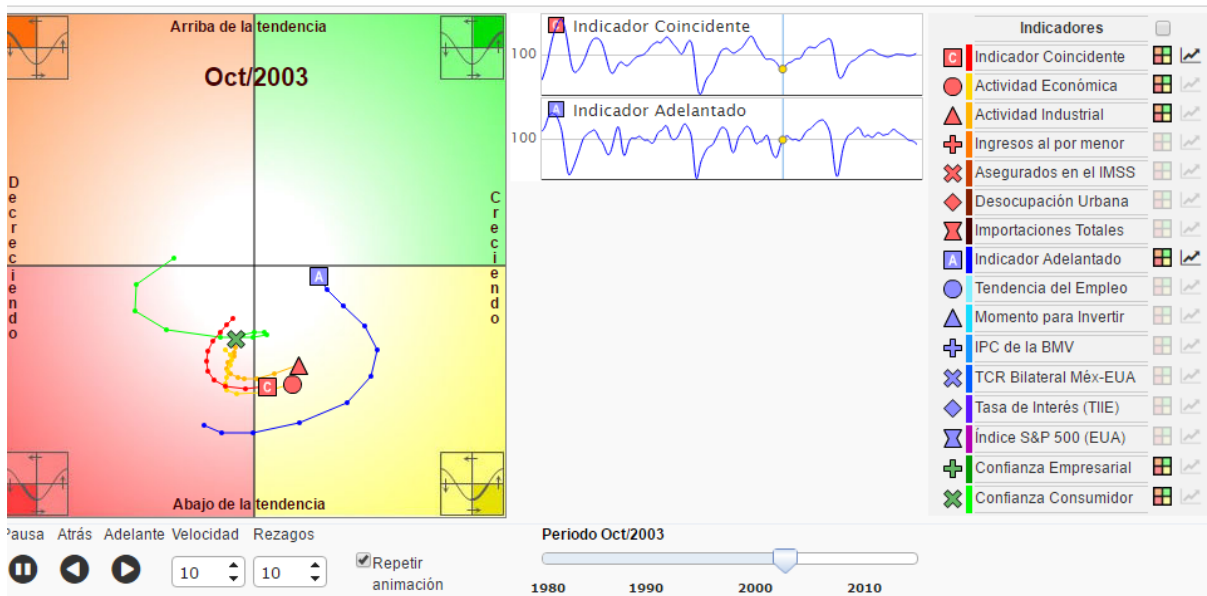 Arriba de la tendencia
Oct/2003
Decreciendo
Creciendo
A
C
Abajo de la tendencia
C Indicador Coincidente
100
A Indicador Adelantado
100
Indicadores
C Indicador Coincidente
Actividad Económica
Actividad Industrial
Ingresos al por menor
Asegurados en el IMSS
Desocupación Urbana
Importaciones Totales
A Indicador Adelantado
Tendencia del Empleo
Momento para Invertir
IPC de la BMV
TCR Bilateral Méx-EUA
Tasa de Interés (TIIE)
Índice S&P 500 (EUA)
Confianza Empresarial
Confianza Consumidor
Pausa Atrás Adelante Velocidad Rezagos
10 10
Repetir
animación
Periodo Oct/2003
1980 1990 2000 2010